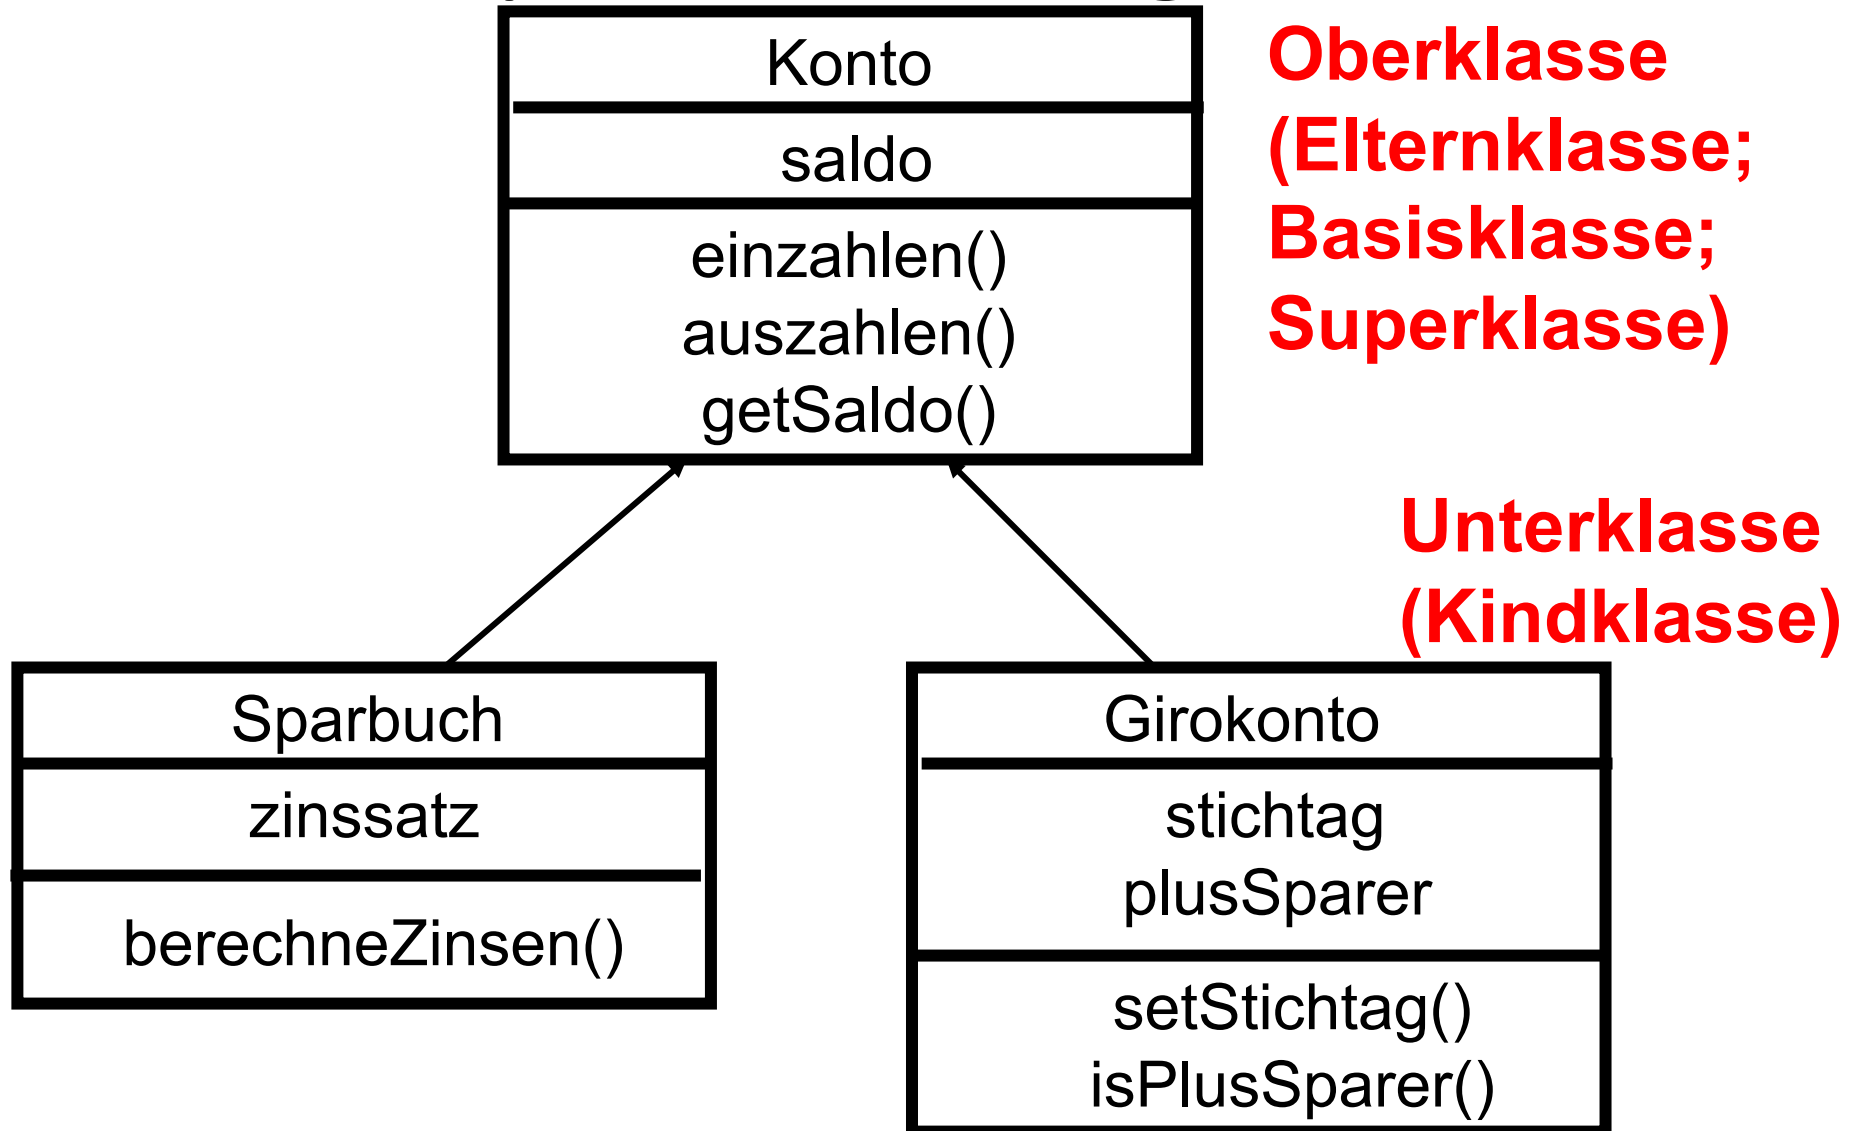 Konto
saldo
einzahlen()
auszahlen()
getSaldo()
Oberklasse
(Elternklasse;
Basisklasse;
Superklasse)
Unterklasse
(Kindklasse)
Sparbuch
zinssatz
berechneZinsen()
Girokonto
stichtag
plusSparer
setStichtag()
isPlusSparer()